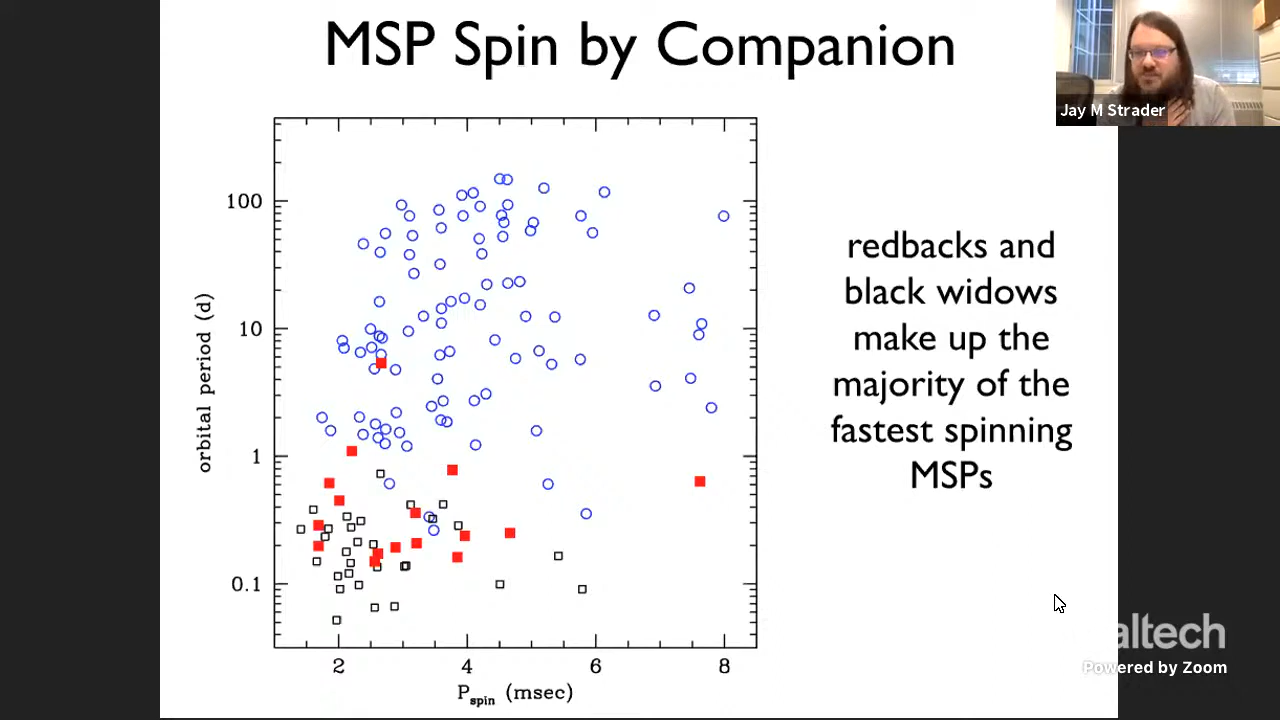 MSP Spin by Companion
Jay M Strader
100
10
1
0.1
orbital period (d)
2 4 6 8
P_spin (msec)
redbacks and
black widows
make up the
majority of the
fastest spinning
MSPs
altech
Powered by Zoom